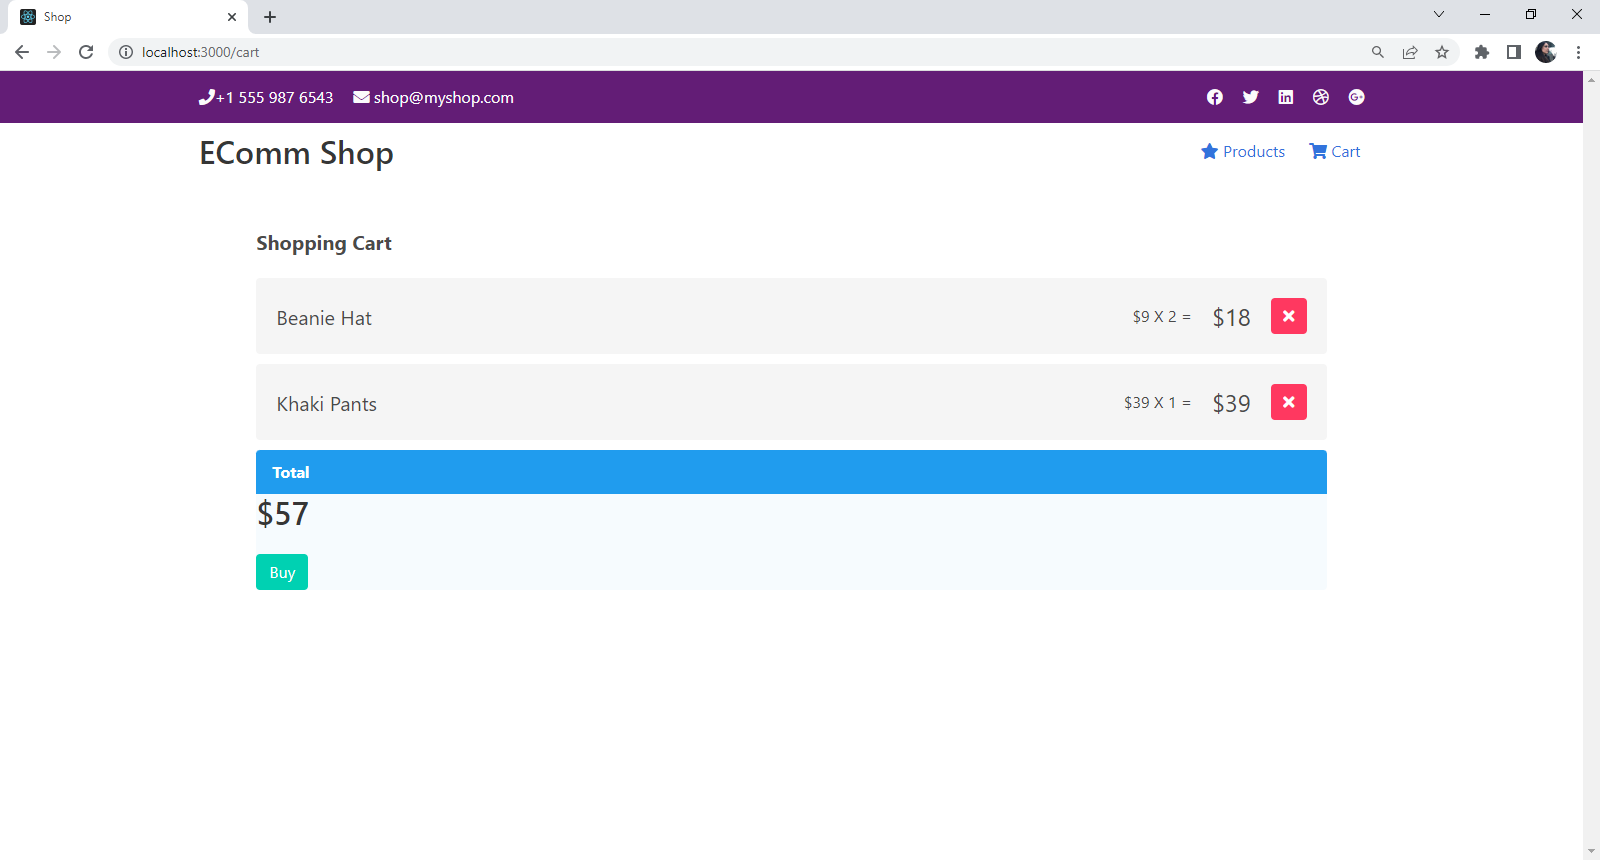 Shop
localhost:3000/cart
+1 555 987 6543 shop@myshop.com
EComm Shop
Products Cart
Shopping Cart
Beanie Hat $9 X 2 = $18
Khaki Pants $39 X 1 = $39
Total
$57
Buy